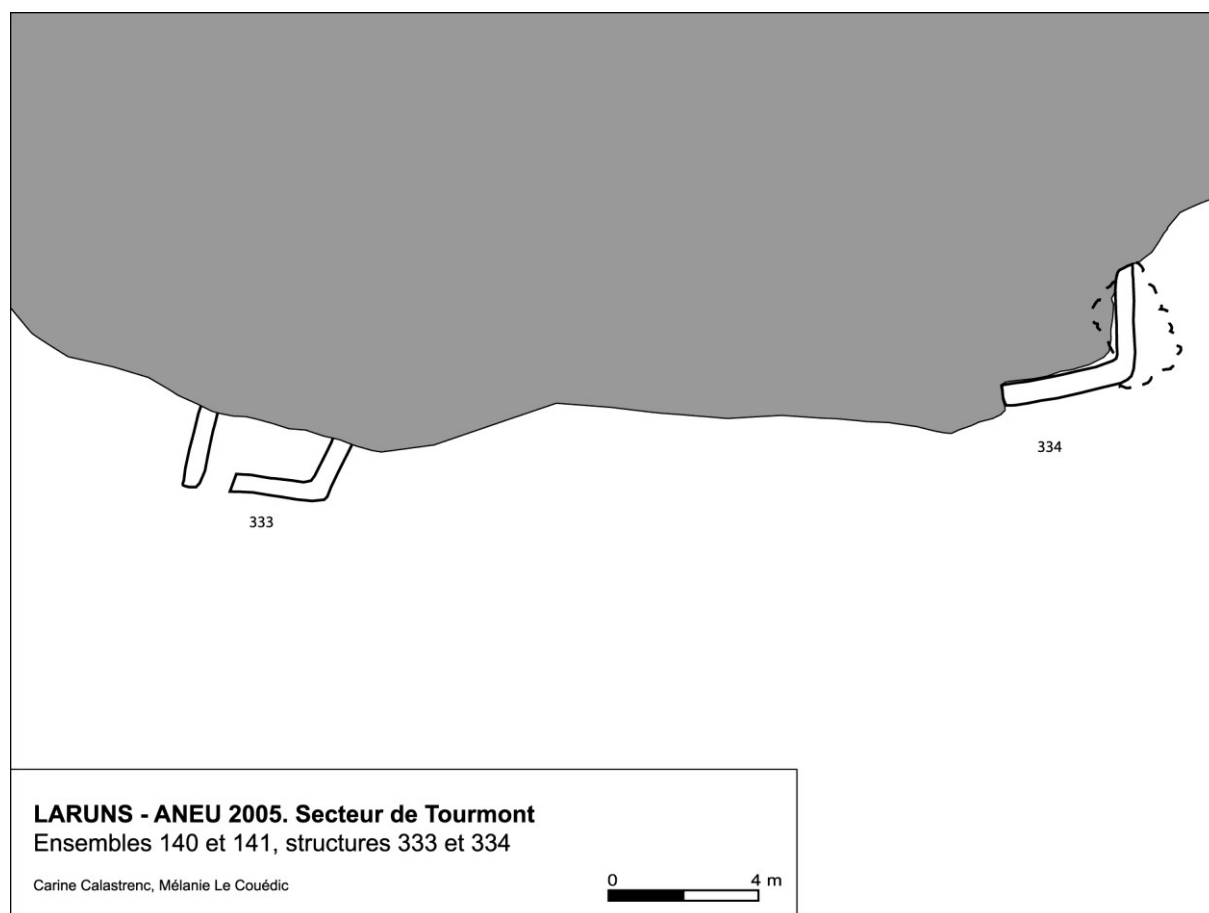 334
333
LARUNS - ANEU 2005. Secteur de Tourmont
Ensembles 140 et 141, structures 333 et 334
Carine Calastrenc, Mélanie Le Couédic
0 4 m